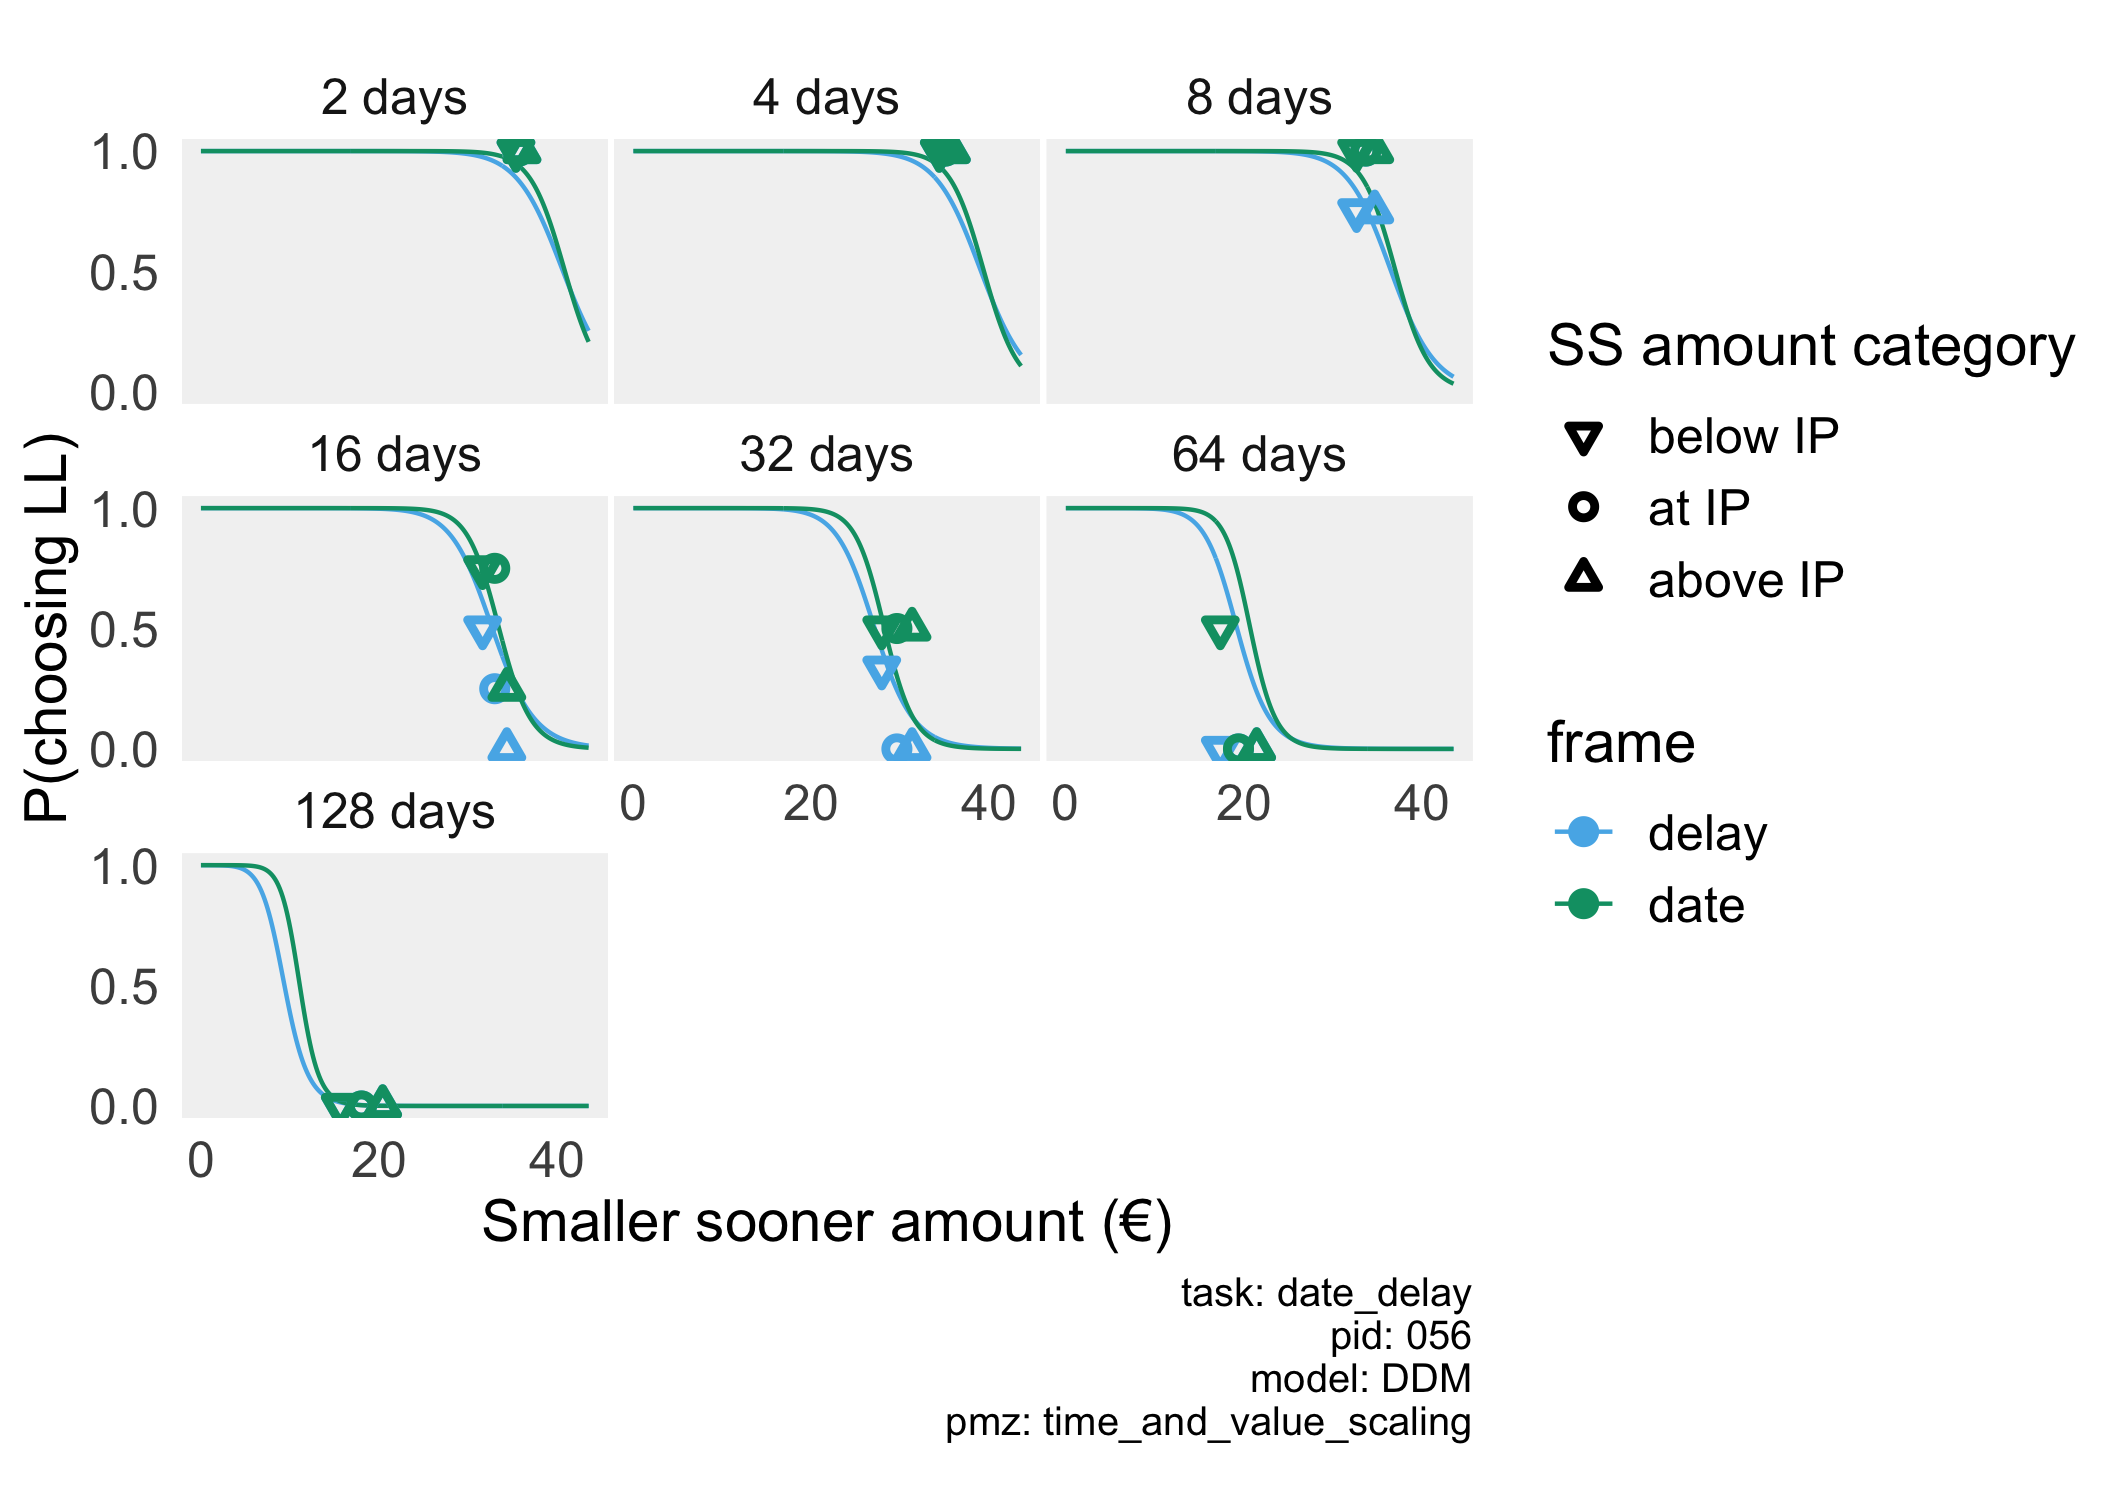 2 days
4 days
8 days
1.0
0.5
0.0
16 days
32 days
64 days
1.0
0.5
0.0
0
20
40
0
20
40
128 days
1.0
0.5
0.0
0
20
40
P(choosing LL)
Smaller sooner amount (€)
SS amount category
below IP
at IP
above IP
frame
delay
date
task: date_delay
pid: 056
model: DDM
pmz: time_and_value_scaling